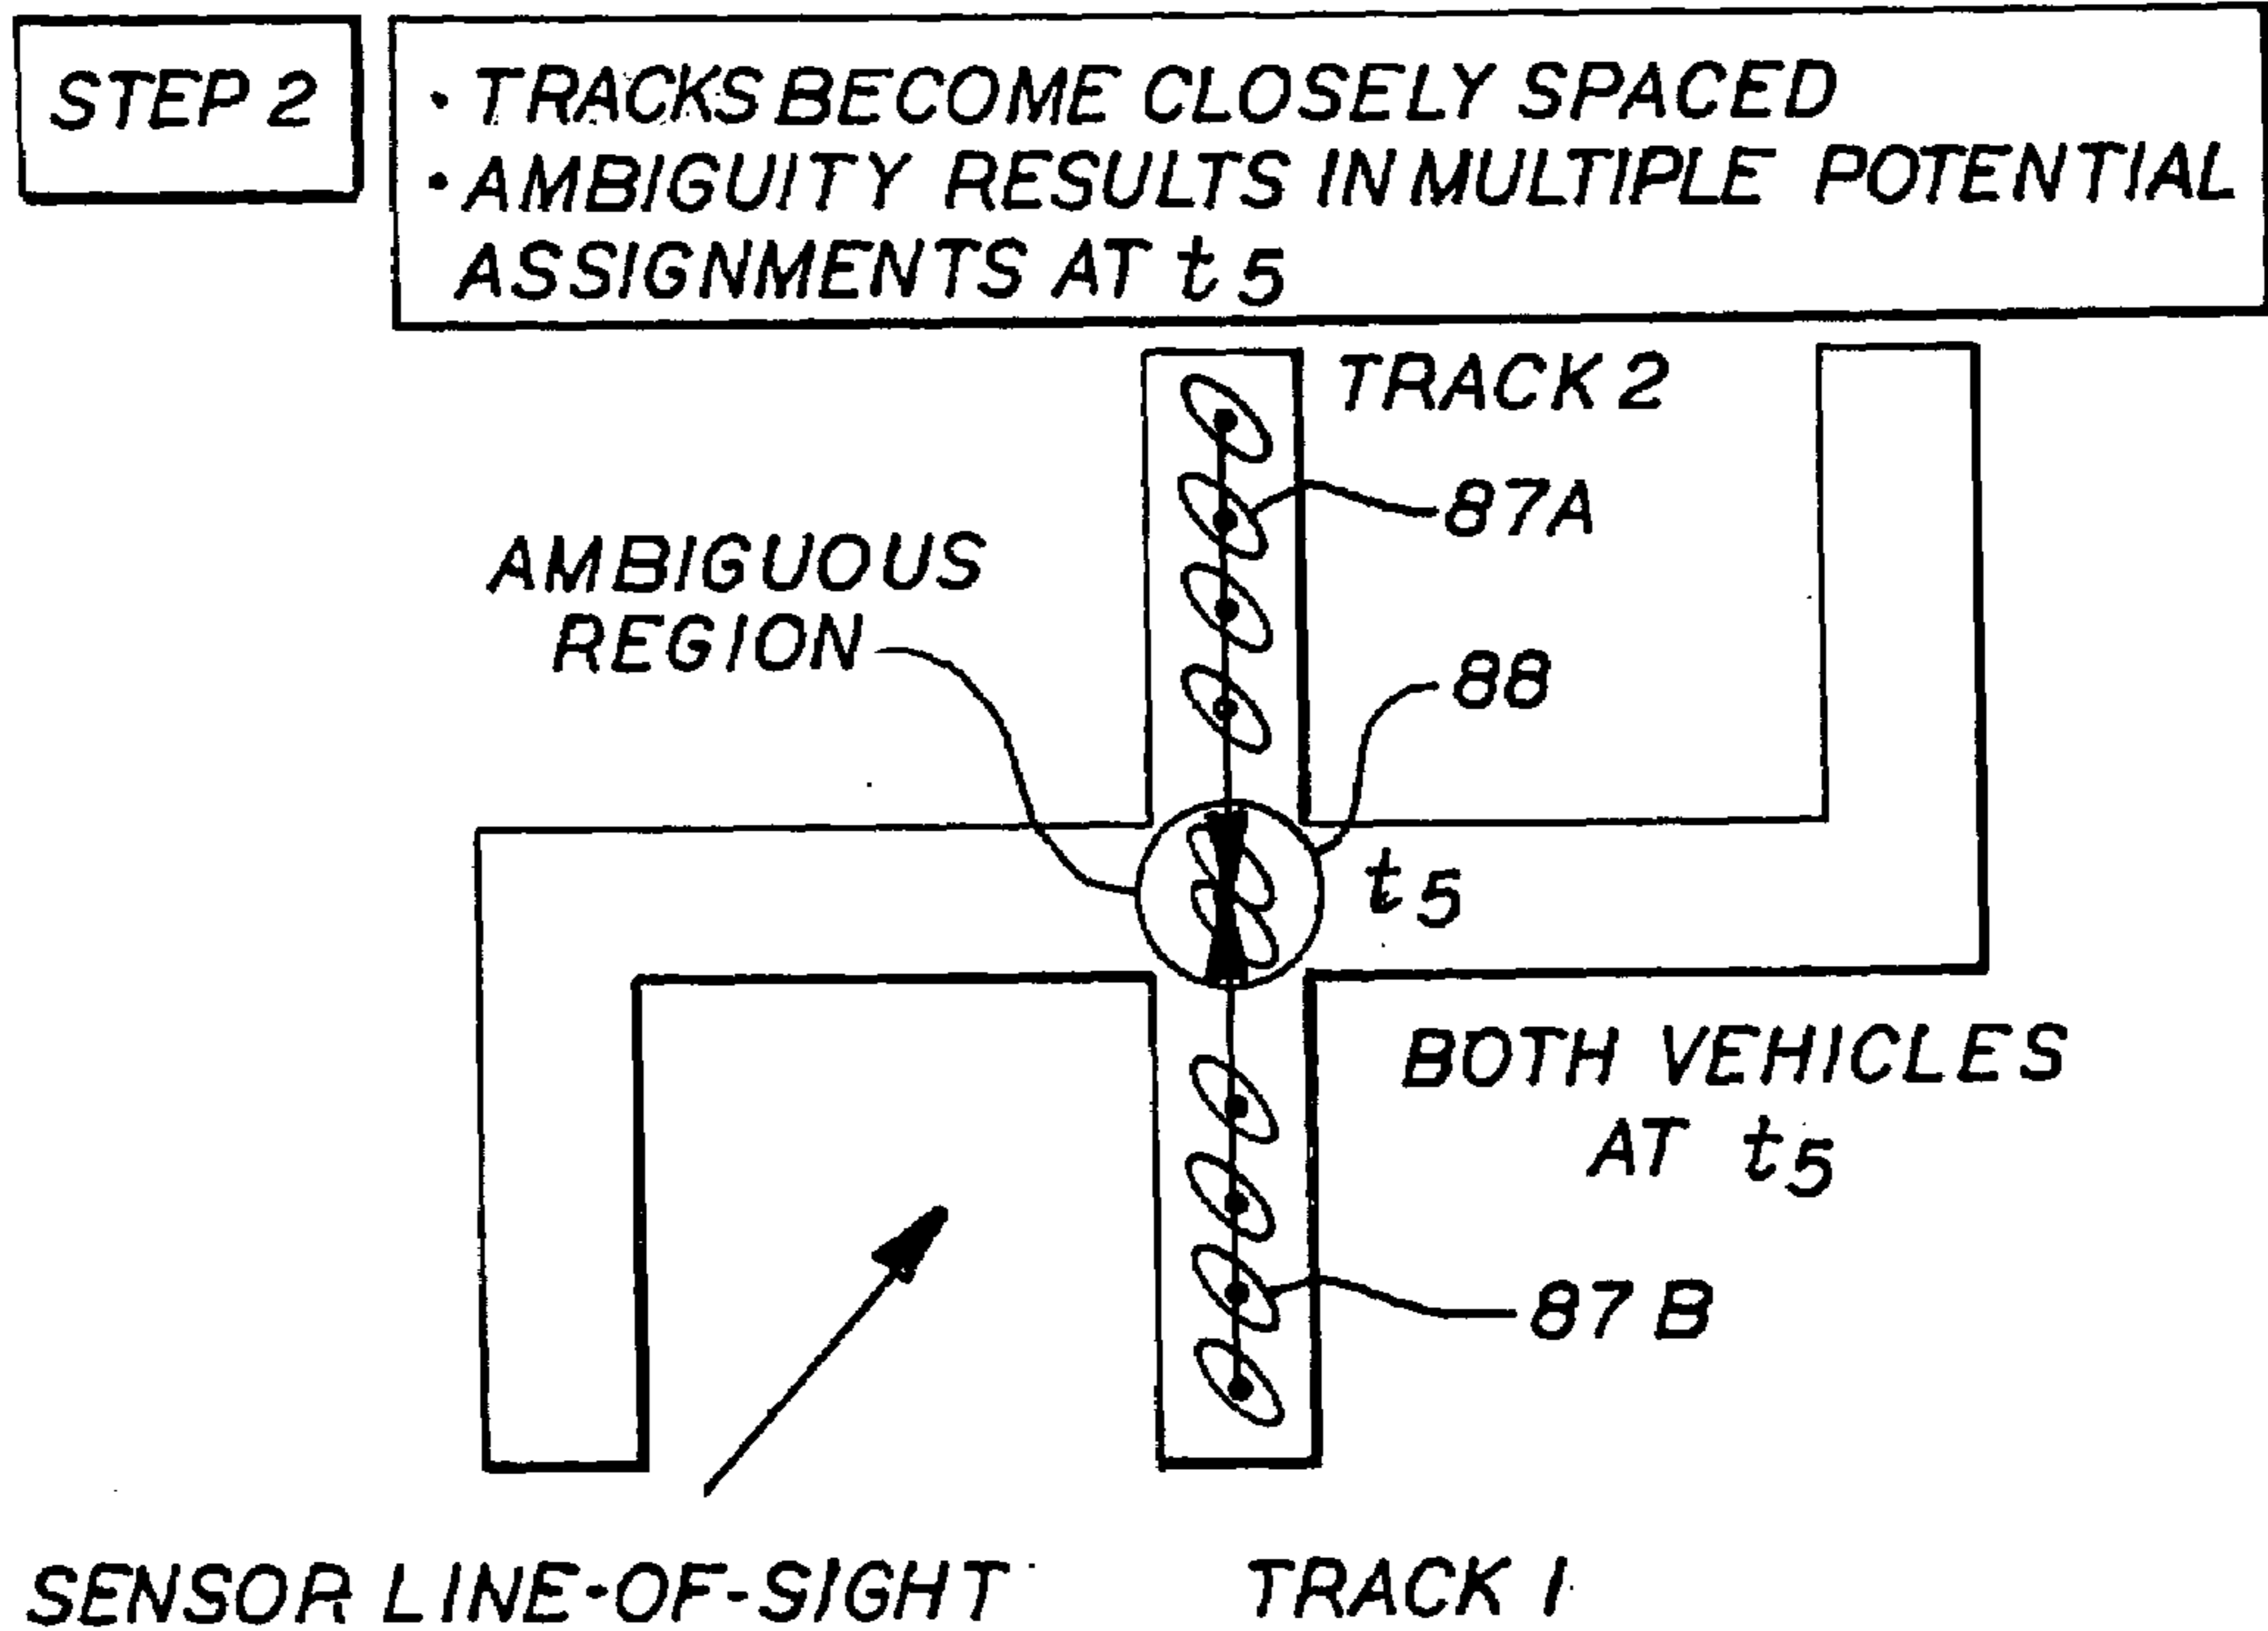 STEP 2
• TRACKS BECOME CLOSELY SPACED
• AMBIGUITY RESULTS IN MULTIPLE POTENTIAL
ASSIGNMENTS AT t5
TRACK 2
87A
AMBIGUOUS
REGION
88
t5
BOTH VEHICLES
AT t5
87B
SENSOR LINE-OF-SIGHT
TRACK 1